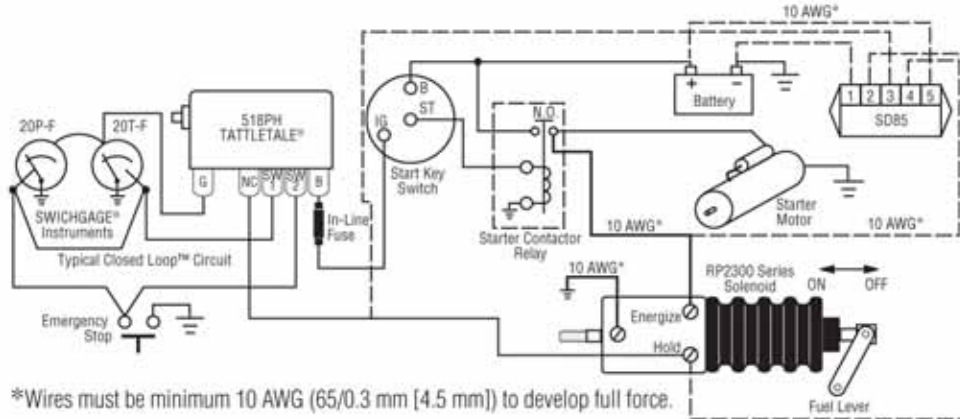 10 AWG*
10 AWG*
B
ST
IG
Start Key
Switch
+
−
Battery
1 2 3 4 5
SD85
N.O.
20P-F
20T-F
518PH
TATTLETALE®
G
NC
SW
1
SW
2
B
SWICHGAGE®
Instruments
Typical Closed Loop™ Circuit
In-Line
Fuse
Starter Contactor
Relay
Starter
Motor
10 AWG*
10 AWG*
10 AWG*
RP2300 Series
Solenoid
ON
OFF
Emergency
Stop
Energize
Hold
Fuel Lever
*Wires must be minimum 10 AWG (65/0.3 mm [4.5 mm]) to develop full force.